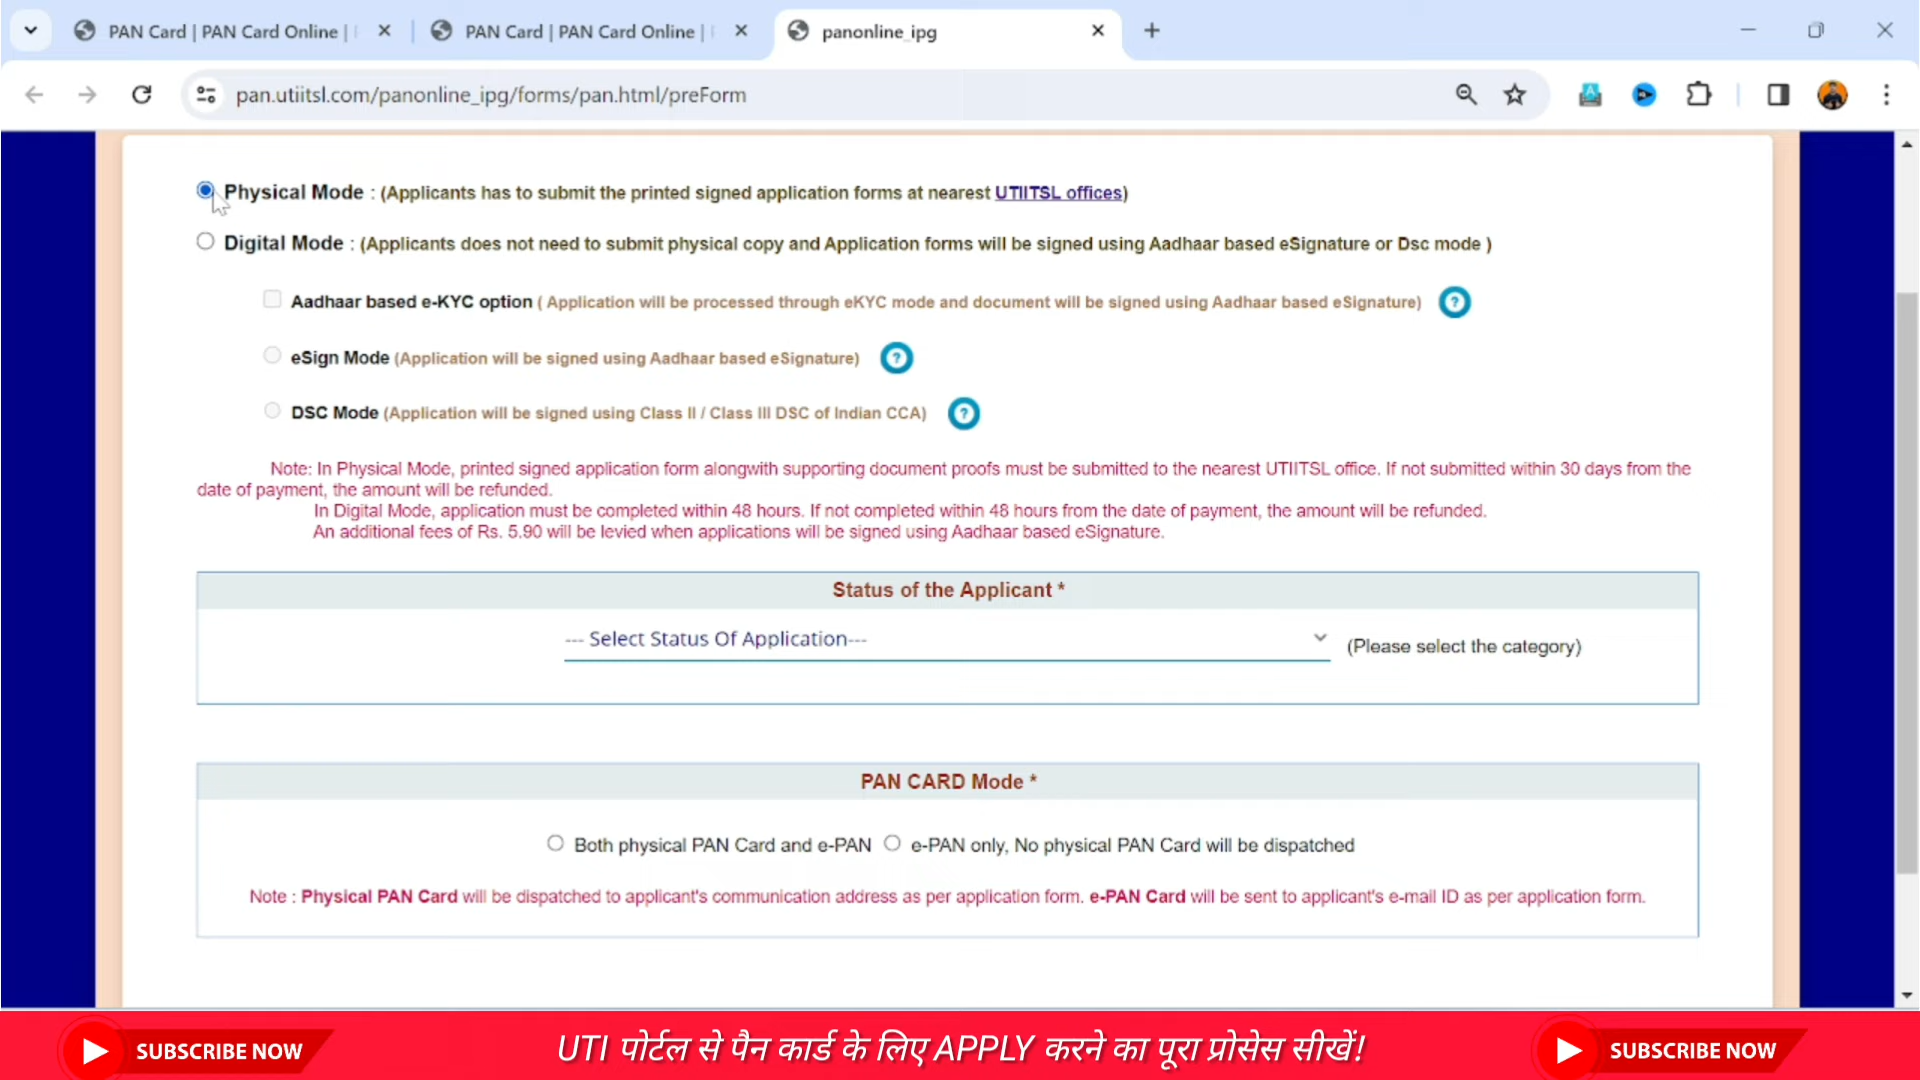 PAN Card | PAN Card Online |
PAN Card | PAN Card Online |
panonline_ipg
pan.utiitsl.com/panonline_ipg/forms/pan.html/preForm
Physical Mode : (Applicants has to submit the printed signed application forms at nearest UTIITSL offices)
Digital Mode : (Applicants does not need to submit physical copy and Application forms will be signed using Aadhaar based eSignature or Dsc mode )
Aadhaar based e-KYC option ( Application will be processed through eKYC mode and document will be signed using Aadhaar based eSignature) ?
eSign Mode (Application will be signed using Aadhaar based eSignature) ?
DSC Mode (Application will be signed using Class II / Class III DSC of Indian CCA) ?
Note: In Physical Mode, printed signed application form alongwith supporting document proofs must be submitted to the nearest UTIITSL office. If not submitted within 30 days from the
date of payment, the amount will be refunded.
In Digital Mode, application must be completed within 48 hours. If not completed within 48 hours from the date of payment, the amount will be refunded.
An additional fees of Rs. 5.90 will be levied when applications will be signed using Aadhaar based eSignature.
Status of the Applicant *
--- Select Status Of Application---
(Please select the category)
PAN CARD Mode *
Both physical PAN Card and e-PAN e-PAN only, No physical PAN Card will be dispatched
Note : Physical PAN Card will be dispatched to applicant's communication address as per application form. e-PAN Card will be sent to applicant's e-mail ID as per application form.
SUBSCRIBE NOW
UTI पोर्टल से पैन कार्ड के लिए APPLY करने का पूरा प्रोसेस सीखें!
SUBSCRIBE NOW